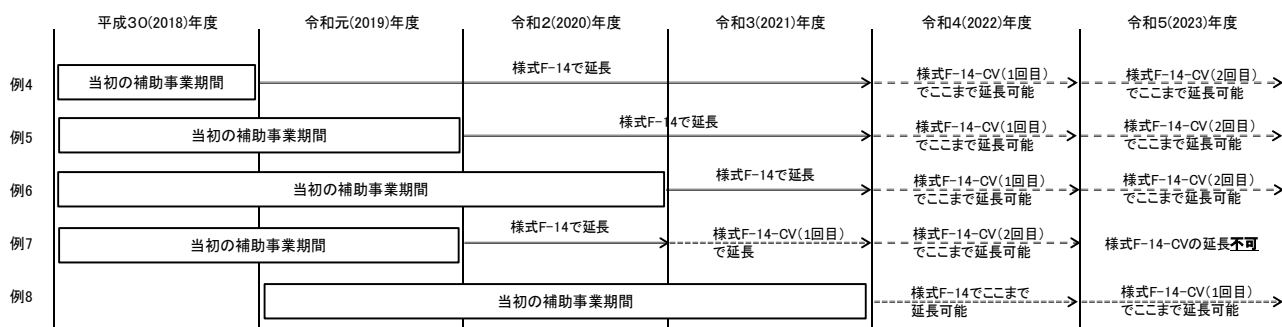 平成30(2018)年度 令和元(2019)年度 令和2(2020)年度 令和3(2021)年度 令和4(2022)年度 令和5(2023)年度
例4
当初の補助事業期間
様式F-14で延長
様式F-14-CV(1回目)
でここまで延長可能
様式F-14-CV(2回目)
でここまで延長可能
例5
当初の補助事業期間
様式F-14で延長
様式F-14-CV(1回目)
でここまで延長可能
様式F-14-CV(2回目)
でここまで延長可能
例6
当初の補助事業期間
様式F-14で延長
様式F-14-CV(1回目)
でここまで延長可能
様式F-14-CV(2回目)
でここまで延長可能
例7
当初の補助事業期間
様式F-14で延長
様式F-14-CV(1回目)
で延長
様式F-14-CV(2回目)
でここまで延長可能
様式F-14-CVの延長不可
例8
当初の補助事業期間
様式F-14でここまで
延長可能
様式F-14-CV(1回目)
でここまで延長可能